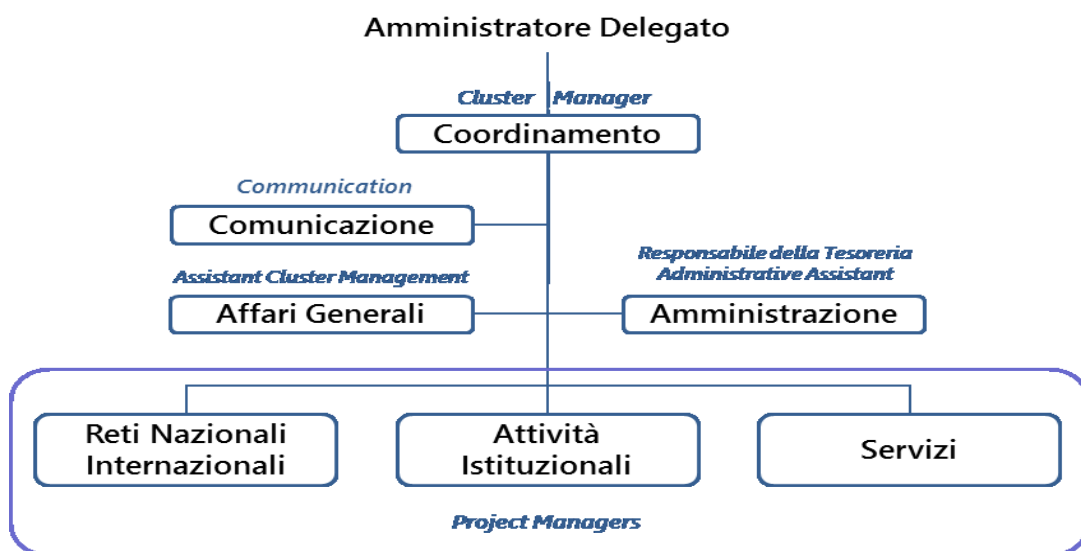 Amministratore Delegato
Cluster Manager
Coordinamento
Communication
Comunicazione
Responsabile della Tesoreria
Administrative Assistant
Assistant Cluster Management
Affari Generali
Amministrazione
Reti Nazionali
Internazionali
Attività
Istituzionali
Servizi
Project Managers